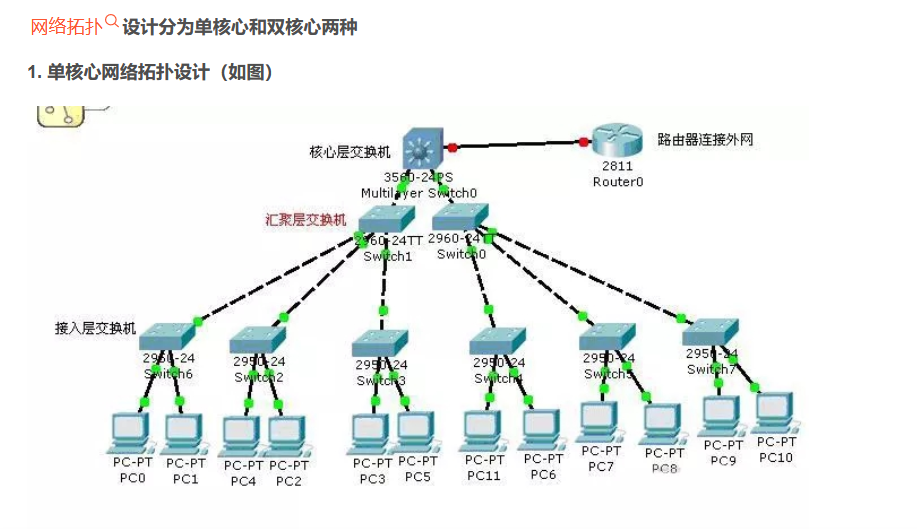 网络拓扑设计分为单核心和双核心两种
1. 单核心网络拓扑设计（如图）
核心层交换机
路由器连接外网
3560-24PS
Multilayer Switch0
2811
Router0
汇聚层交换机
2960-24TT
Switch1
2960-24TT
Switch0
接入层交换机
2950-24
Switch6
2950-24
Switch2
2950-24
Switch3
2950-24
Switch4
2950-24
Switch5
2950-24
Switch7
PC-PT
PC0
PC-PT
PC1
PC-PT
PC4
PC-PT
PC2
PC-PT
PC3
PC-PT
PC5
PC-PT
PC11
PC-PT
PC6
PC-PT
PC7
PC-PT
PC8
PC-PT
PC9
PC-PT
PC10